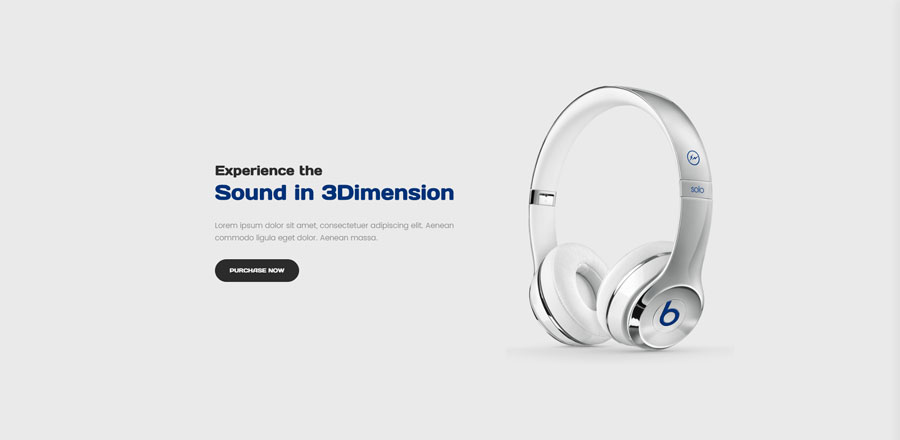 Experience the
Sound in 3Dimension
Lorem ipsum dolor sit amet, consectetuer adipiscing elit. Aenean
commodo ligula eget dolor. Aenean massa.
PURCHASE NOW
solo
b